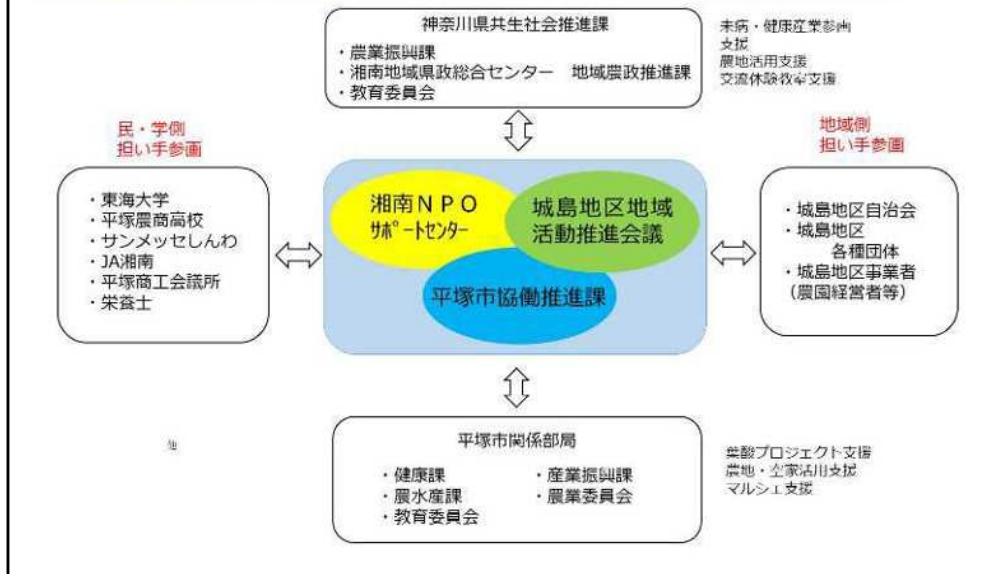 神奈川県共生社会推進課
・農業振興課
・湘南地域県政総合センター　地域農政推進課
・教育委員会
未病・健康産業参画
支援
農地活用支援
交流体験教室支援
民・学側
担い手参画
・東海大学
・平塚農商高校
・サンメッセしんわ
・JA湘南
・平塚商工会議所
・栄養士
湘南ＮＰＯ
ｻﾎﾟｰﾄｾﾝﾀｰ
城島地区地域
活動推進会議
平塚市協働推進課
地域側
担い手参画
・城島地区自治会
・城島地区
各種団体
・城島地区事業者
（農園経営者等）
他
平塚市関係部局
・健康課
・産業振興課
・農水産課
・農業委員会
・教育委員会
葉酸プロジェクト支援
農地・空家活用支援
マルシェ支援